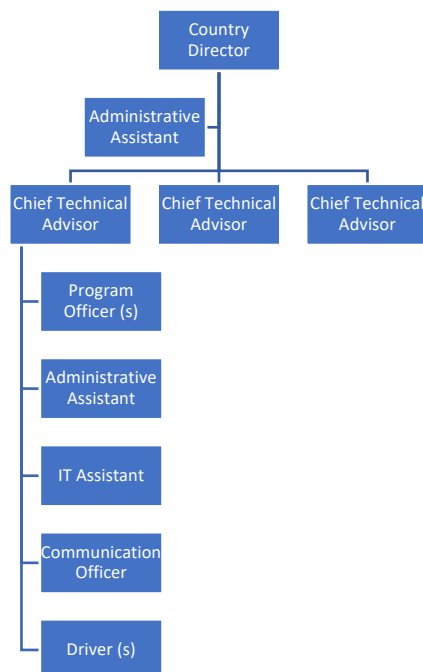 Country
Director
Administrative
Assistant
Chief Technical
Advisor
Chief Technical
Advisor
Chief Technical
Advisor
Program
Officer (s)
Administrative
Assistant
IT Assistant
Communication
Officer
Driver (s)